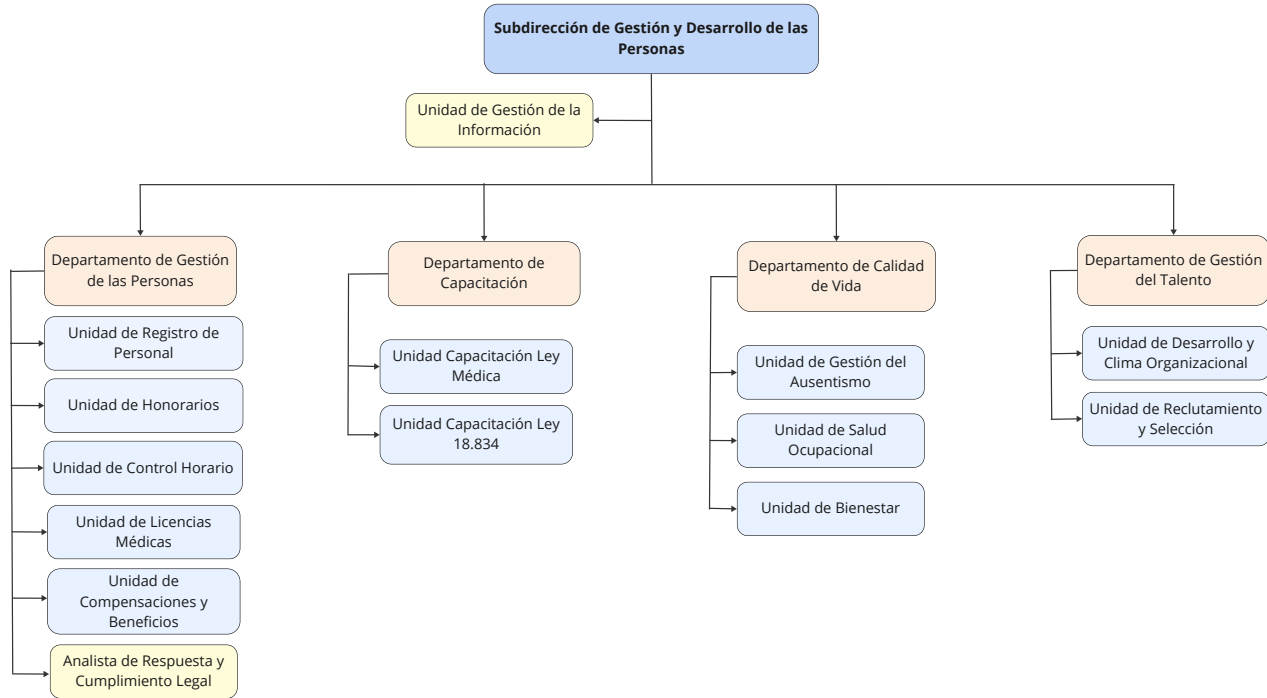 Subdirección de Gestión y Desarrollo de las
Personas
Unidad de Gestión de la
Información
Departamento de Gestión
de las Personas
Unidad de Registro de
Personal
Unidad de Honorarios
Unidad de Control Horario
Unidad de Licencias
Médicas
Unidad de
Compensaciones y
Beneficios
Analista de Respuesta y
Cumplimiento Legal
Departamento de
Capacitación
Unidad Capacitación Ley
Médica
Unidad Capacitación Ley
18.834
Departamento de Calidad
de Vida
Unidad de Gestión del
Ausentismo
Unidad de Salud
Ocupacional
Unidad de Bienestar
Departamento de Gestión
del Talento
Unidad de Desarrollo y
Clima Organizacional
Unidad de Reclutamiento
y Selección